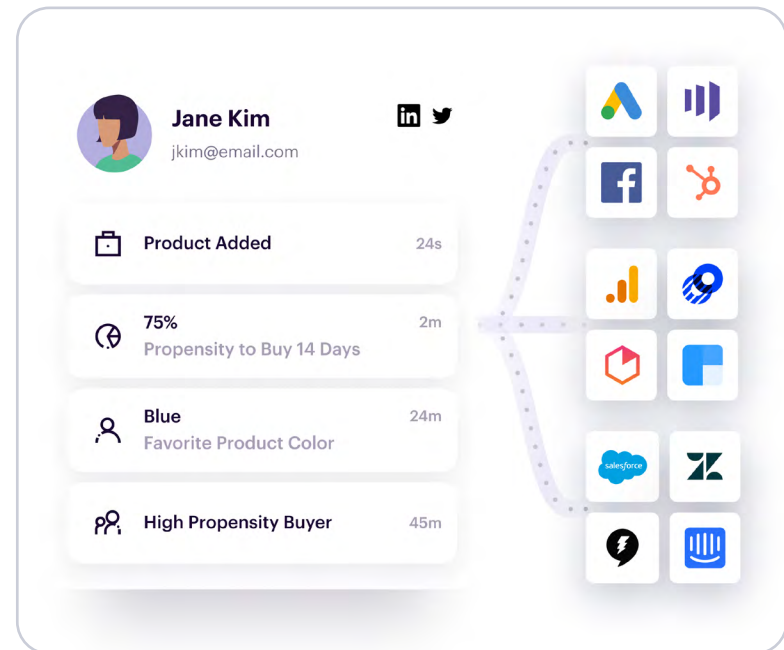 Jane Kim
jkim@email.com
Product Added
24s
75%
2m
Propensity to Buy 14 Days
Blue
24m
Favorite Product Color
High Propensity Buyer
45m
salesforce